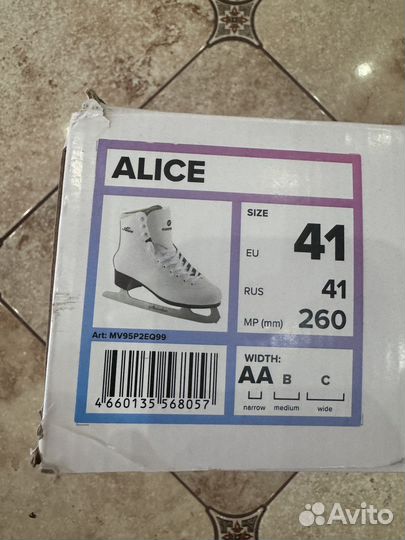 ALICE
SIZE
EU 41
RUS 41
MP (mm) 260
Art: MV95P2EQ99
WIDTH:
AA B C
narrow medium wide
4 660135 568057
Avito